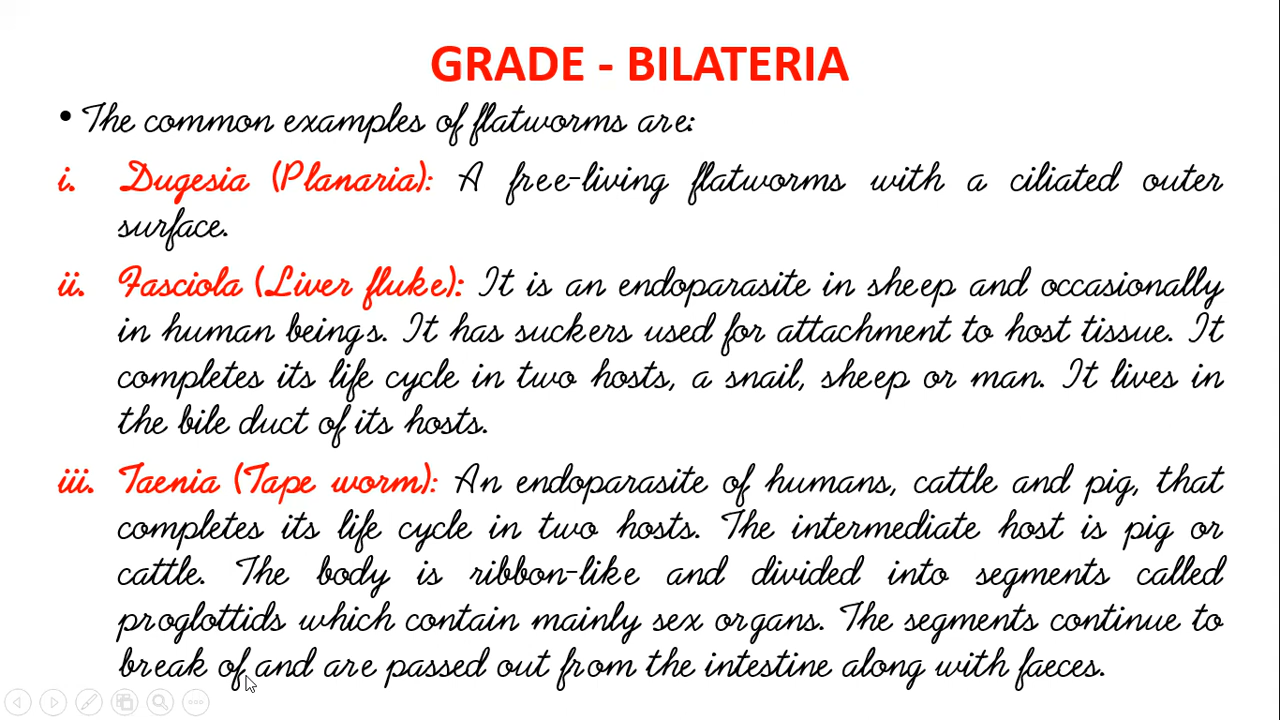 GRADE - BILATERIA
• The common examples of flatworms are:
i. Dugesia (Planaria): A free-living flatworms with a ciliated outer
surface.
ii. Fasciola (Liver fluke): It is an endoparasite in sheep and occasionally
in human beings. It has suckers used for attachment to host tissue. It
completes its life cycle in two hosts, a snail, sheep or man. It lives in
the bile duct of its hosts.
iii. Taenia (Tape worm): An endoparasite of humans, cattle and pig, that
completes its life cycle in two hosts. The intermediate host is pig or
cattle. The body is ribbon-like and divided into segments called
proglottids which contain mainly sex organs. The segments continue to
break of and are passed out from the intestine along with faeces.